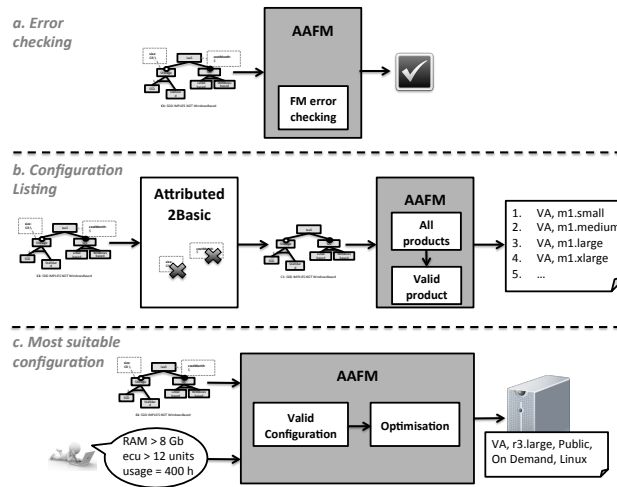 a. Error
checking
AAFM
FM error
checking
b. Configuration
Listing
Attributed
2Basic
AAFM
All
products
Valid
product
1. VA, m1.small
2. VA, m1.medium
3. VA, m1.large
4. VA, m1.xlarge
5. ...
c. Most suitable
configuration
AAFM
Valid
Configuration
Optimisation
RAM > 8 Gb
ecu > 12 units
usage = 400 h
VA, r3.large, Public,
On Demand, Linux